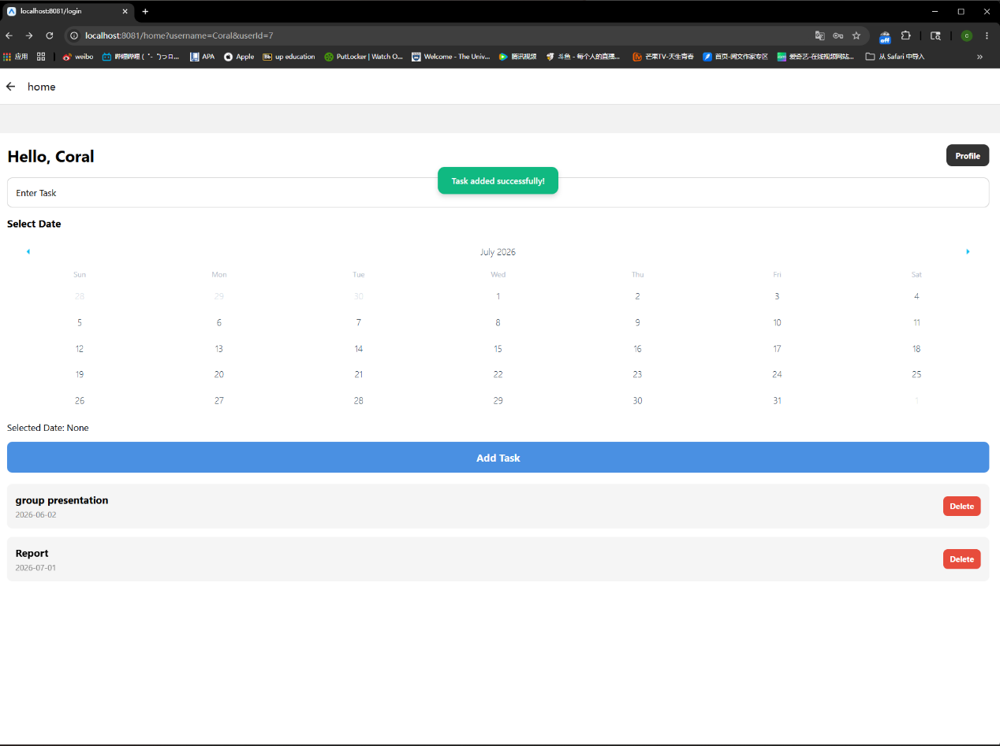 localhost:8081/login
localhost:8081/home?username=Coral&userId=7
off
C
应用
weibo
哔哩哔哩 ( ゜- ゜)つロ...
APA
Apple
Bb up education
PutLocker | Watch O...
Welcome - The Univ...
腾讯视频
斗鱼 - 每个人的直播...
芒果TV-天生青春
首页-阅文作家专区
爱奇艺-在线视频网站...
从 Safari 中导入
home
Hello, Coral
Profile
Task added successfully!
Enter Task
Select Date
July 2026
Sun Mon Tue Wed Thu Fri Sat
28 29 30 1 2 3 4
5 6 7 8 9 10 11
12 13 14 15 16 17 18
19 20 21 22 23 24 25
26 27 28 29 30 31 1
Selected Date: None
Add Task
group presentation
2026-06-02
Delete
Report
2026-07-01
Delete